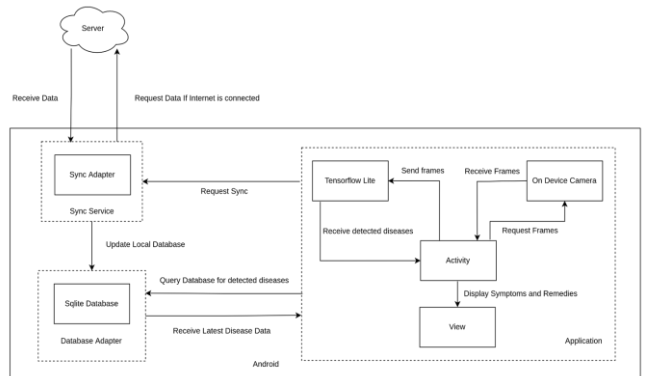 Server
Receive Data
Request Data If Internet is connected
Sync Adapter
Sync Service
Request Sync
Tensorflow Lite
Send frames
Receive Frames
On Device Camera
Receive detected diseases
Request Frames
Activity
Update Local Database
Query Database for detected diseases
Display Symptoms and Remedies
Sqlite Database
Database Adapter
Receive Latest Disease Data
View
Application
Android